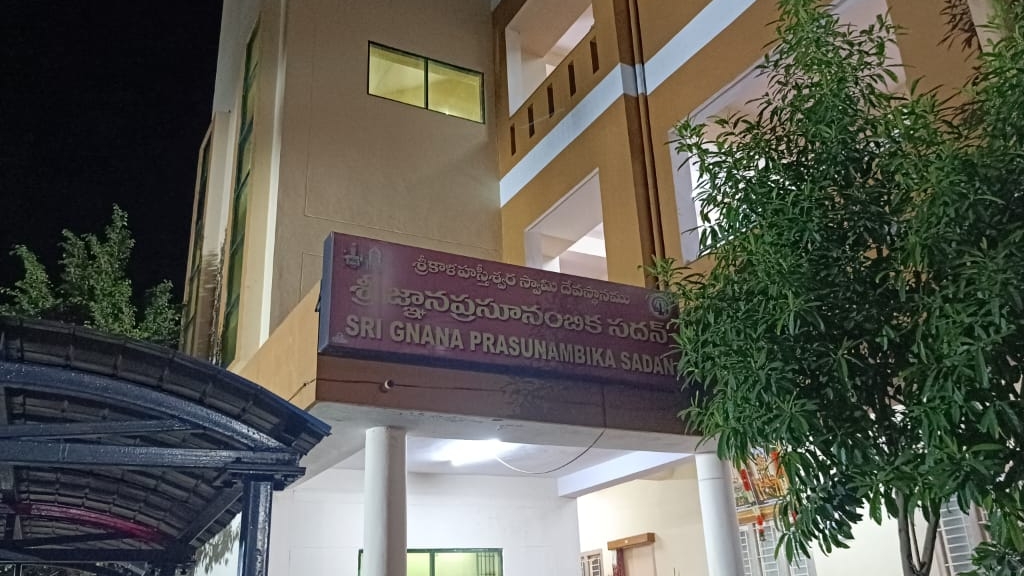 శ్రీకాళహస్తీశ్వర స్వామి దేవస్థానము
శ్రీ జ్ఞానప్రసూనంబిక సదన్
SRI GNANA PRASUNAMBIKA SADAN